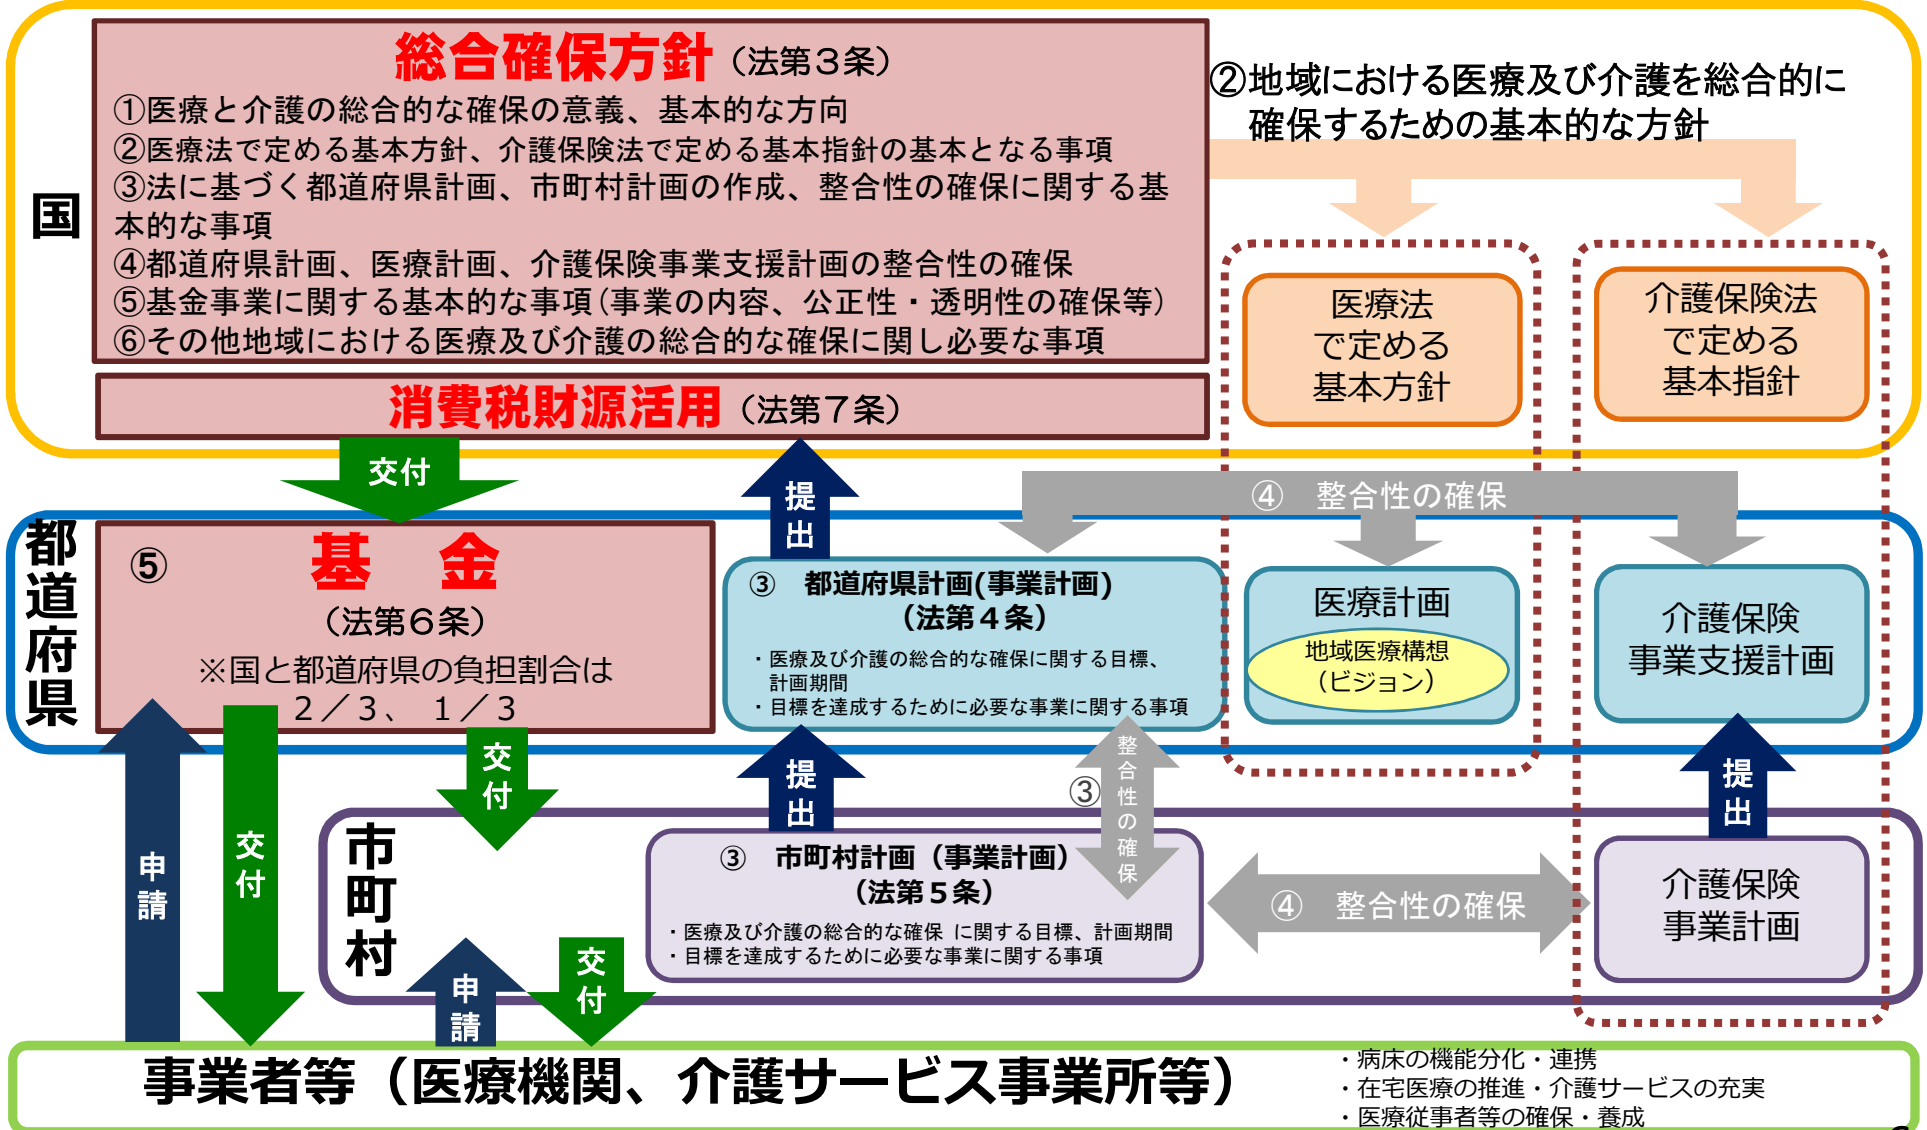 国
総合確保方針（法第３条）
①医療と介護の総合的な確保の意義、基本的な方向
②医療法で定める基本方針、介護保険法で定める基本指針の基本となる事項
③法に基づく都道府県計画、市町村計画の作成、整合性の確保に関する基
本的な事項
④都道府県計画、医療計画、介護保険事業支援計画の整合性の確保
⑤基金事業に関する基本的な事項(事業の内容、公正性・透明性の確保等)
⑥その他地域における医療及び介護の総合的な確保に関し必要な事項
②地域における医療及び介護を総合的に
確保するための基本的な方針
医療法
で定める
基本方針
介護保険法
で定める
基本指針
消費税財源活用（法第７条）
交付
提出
④　整合性の確保
都道府県
⑤　基　金
（法第６条）
※国と都道府県の負担割合は
２／３、１／３
③　都道府県計画(事業計画)
（法第４条）
・医療及び介護の総合的な確保に関する目標、
計画期間
・目標を達成するために必要な事業に関する事項
医療計画
地域医療構想
（ビジョン）
介護保険
事業支援計画
申請
交付
交付
提出
③
整合性の確保
提出
市町村
③　市町村計画（事業計画）
（法第５条）
・医療及び介護の総合的な確保 に関する目標、計画期間
・目標を達成するために必要な事業に関する事項
④　整合性の確保
介護保険
事業計画
申請
交付
事業者等（医療機関、介護サービス事業所等）
・病床の機能分化・連携
・在宅医療の推進・介護サービスの充実
・医療従事者等の確保・養成